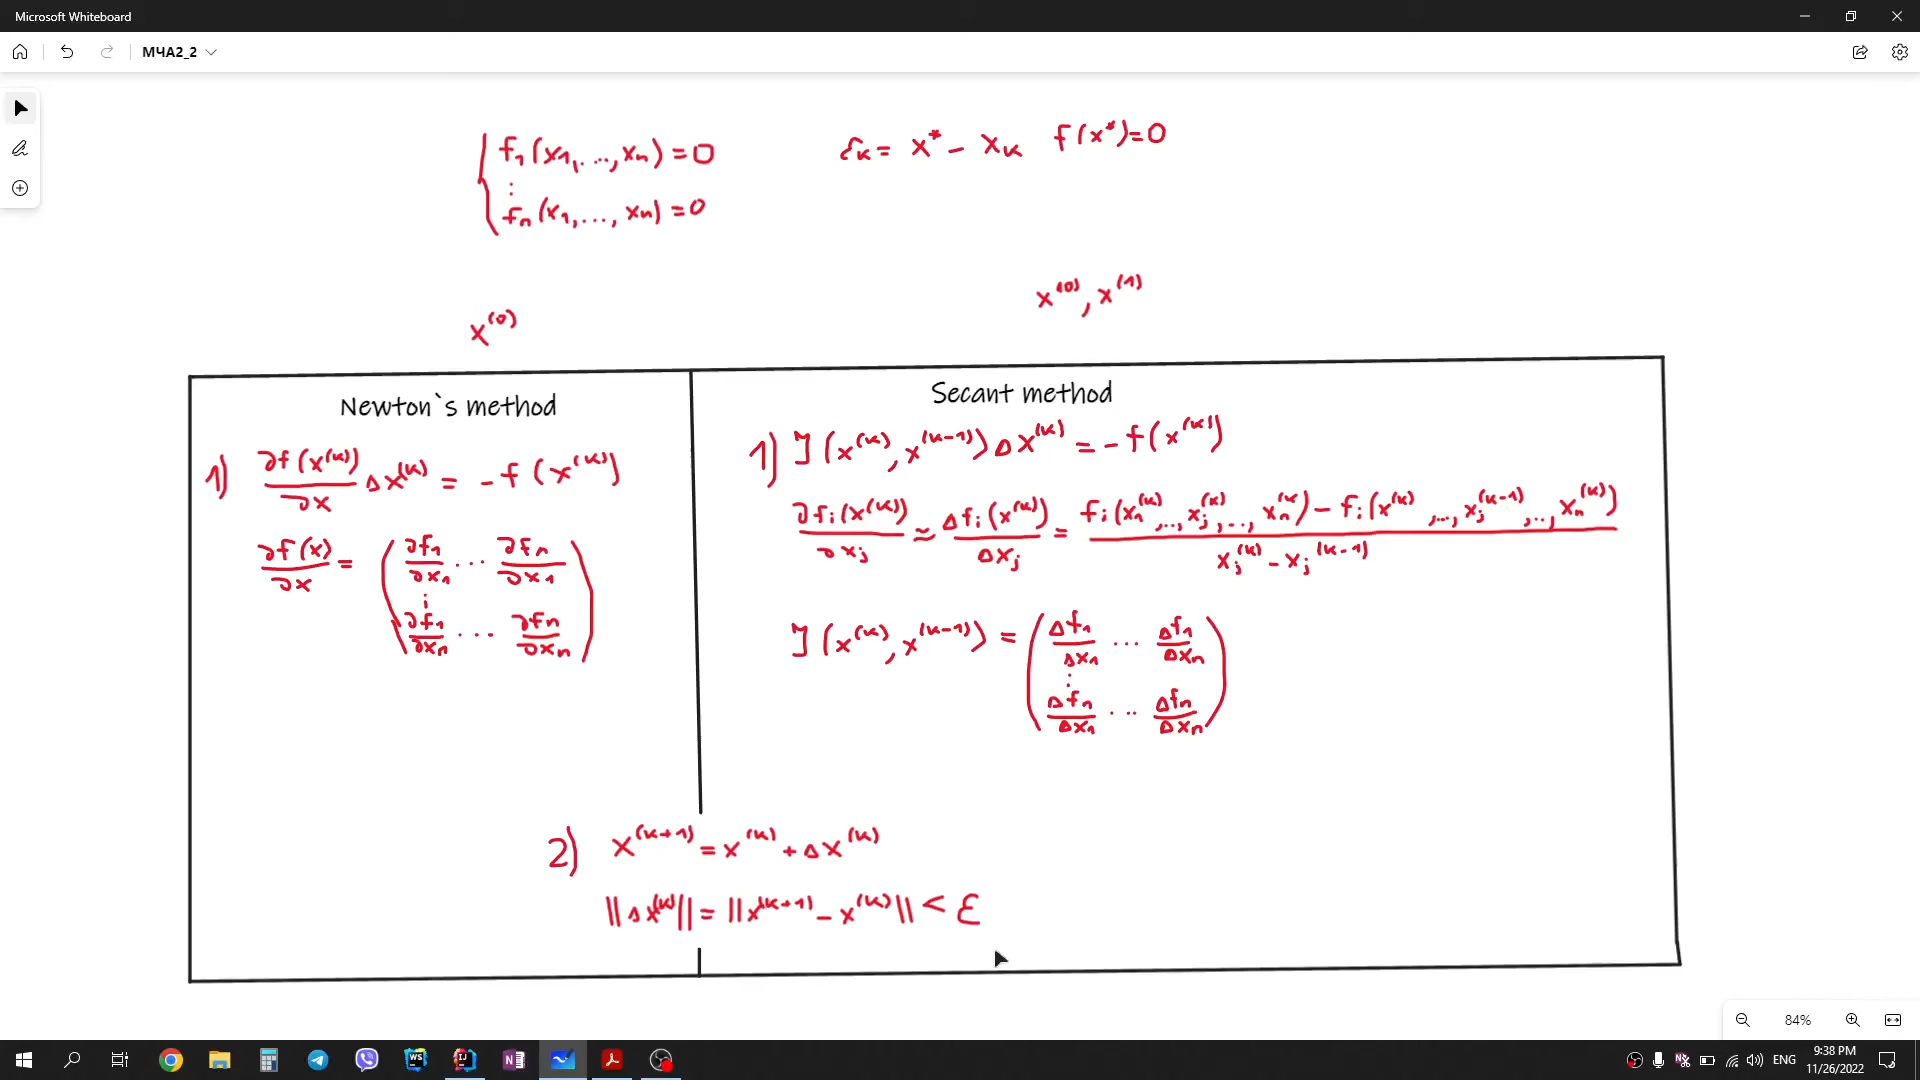 Microsoft Whiteboard
МЧА2_2
{ f₁(x₁,...,xₙ)=0
⋮
fₙ(x₁,...,xₙ)=0
εₖ= x* - xₖ f(x*)=0
x⁽⁰⁾
x⁽⁰⁾, x⁽¹⁾
Newton`s method
1) ∂f(x⁽ᵏ⁾)/∂x Δx⁽ᵏ⁾ = -f(x⁽ᵏ⁾)
∂f(x)/∂x = ( ∂f₁/∂x₁ ... ∂fₙ/∂x₁
⋮
∂f₁/∂xₙ ... ∂fₙ/∂xₙ )
Secant method
1) J(x⁽ᵏ⁾, x⁽ᵏ⁻¹⁾)Δx⁽ᵏ⁾ = -f(x⁽ᵏ⁾)
∂fᵢ(x⁽ᵏ⁾)/∂xⱼ ≈ Δfᵢ(x⁽ᵏ⁾)/Δxⱼ = (fᵢ(x₁⁽ᵏ⁾,..,xⱼ⁽ᵏ⁾,..,xₙ⁽ᵏ⁾) - fᵢ(x⁽ᵏ⁾,..,xⱼ⁽ᵏ⁻¹⁾,..,xₙ⁽ᵏ⁾))/(xⱼ⁽ᵏ⁾ - xⱼ⁽ᵏ⁻¹⁾)
J(x⁽ᵏ⁾, x⁽ᵏ⁻¹⁾) = ( Δf₁/Δx₁ ... Δf₁/Δxₙ
⋮
Δfₙ/Δx₁ ... Δfₙ/Δxₙ )
2) x⁽ᵏ⁺¹⁾ = x⁽ᵏ⁾ + Δx⁽ᵏ⁾
||Δx⁽ᵏ⁾|| = ||x⁽ᵏ⁺¹⁾ - x⁽ᵏ⁾|| < ε
84%
ENG
9:38 PM
11/26/2022